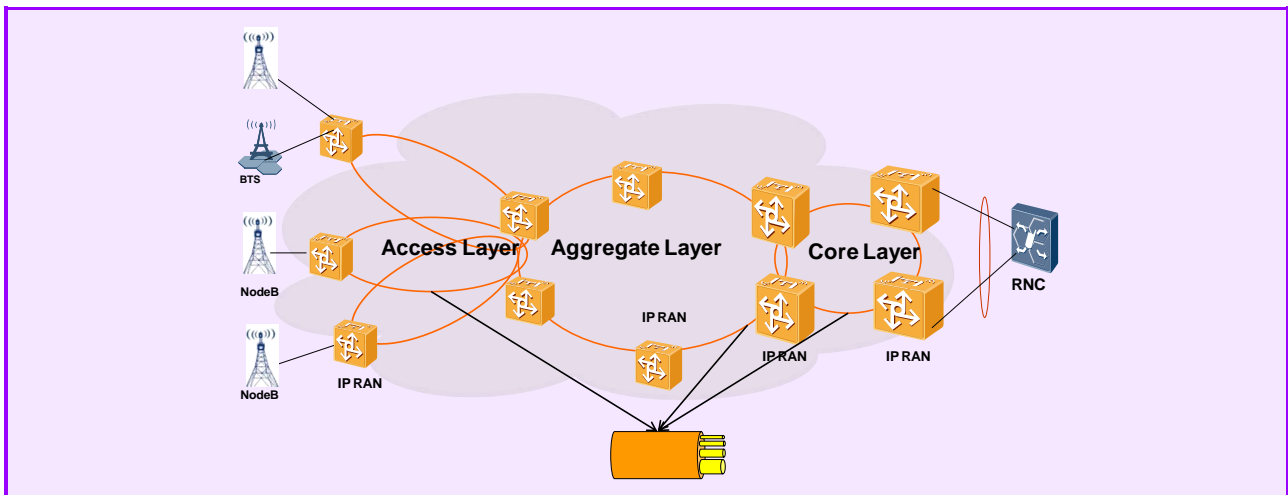 BTS
NodeB
NodeB
Access Layer
Aggregate Layer
Core Layer
RNC
IP RAN
IP RAN
IP RAN
IP RAN